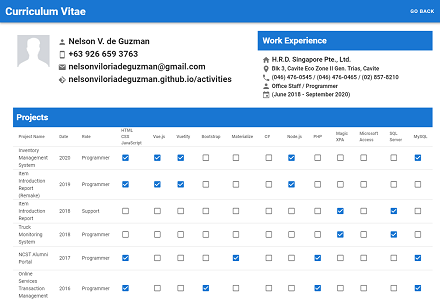 Curriculum Vitae
GO BACK
Nelson V. de Guzman
+63 926 659 3763
nelsonviloriadeguzman@gmail.com
nelsonviloriadeguzman.github.io/activities
Work Experience
H.R.D. Singapore Pte., Ltd.
Blk 3, Cavite Eco Zone II Gen. Trias, Cavite
(046) 476-0545 / (046) 476-0465 / (02) 857-8210
Office Staff / Programmer
(June 2018 - September 2020)
Projects
Project Name Date Role HTML CSS JavaScript Vue.js Vuetify Bootstrap Materialize C# Node.js PHP Magic XPA Microsoft Access SQL Server MySQL
Inventory Management System 2020 Programmer
Item Introduction Report (Remake) 2019 Programmer
Item Introduction Report 2018 Support
Truck Monitoring System 2018 Programmer
NCST Alumni Portal 2017 Programmer
Online Services Transaction Management 2016 Programmer